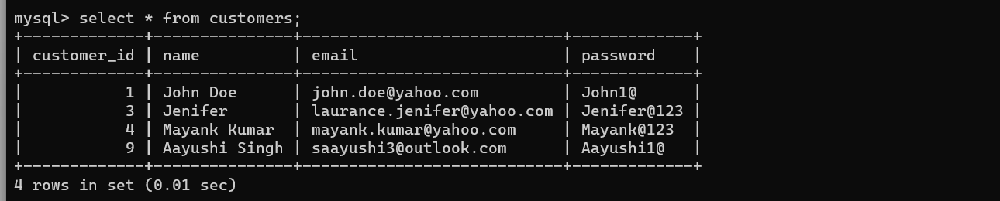 mysql> select * from customers;
+-------------+--------------+----------------------------+------------+
| customer_id | name         | email                      | password   |
+-------------+--------------+----------------------------+------------+
|           1 | John Doe     | john.doe@yahoo.com         | John1@     |
|           3 | Jenifer      | laurance.jenifer@yahoo.com | Jenifer@123 |
|           4 | Mayank Kumar | mayank.kumar@yahoo.com     | Mayank@123 |
|           9 | Aayushi Singh | saayushi3@outlook.com     | Aayushi1@  |
+-------------+--------------+----------------------------+------------+
4 rows in set (0.01 sec)